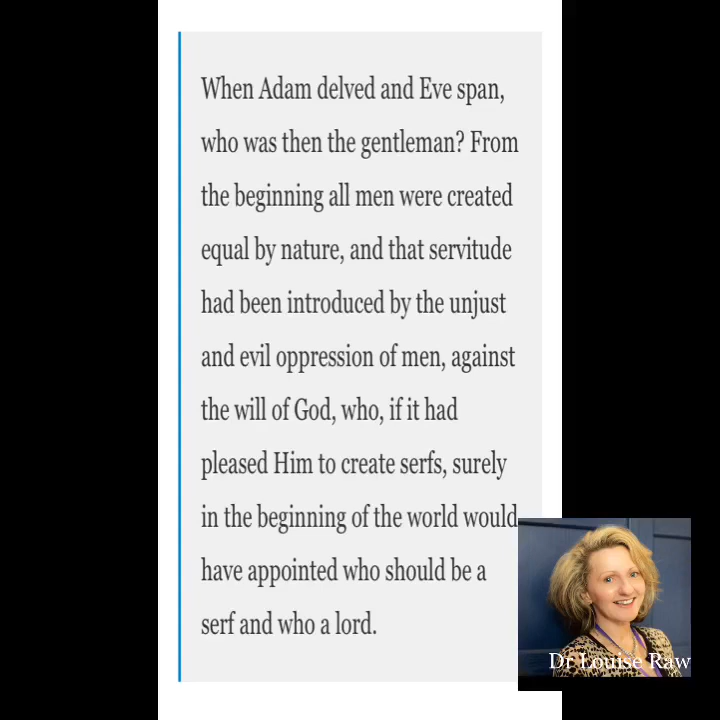 When Adam delved and Eve span,
who was then the gentleman? From
the beginning all men were created
equal by nature, and that servitude
had been introduced by the unjust
and evil oppression of men, against
the will of God, who, if it had
pleased Him to create serfs, surely
in the beginning of the world would
have appointed who should be a
serf and who a lord.
Dr Louise Raw